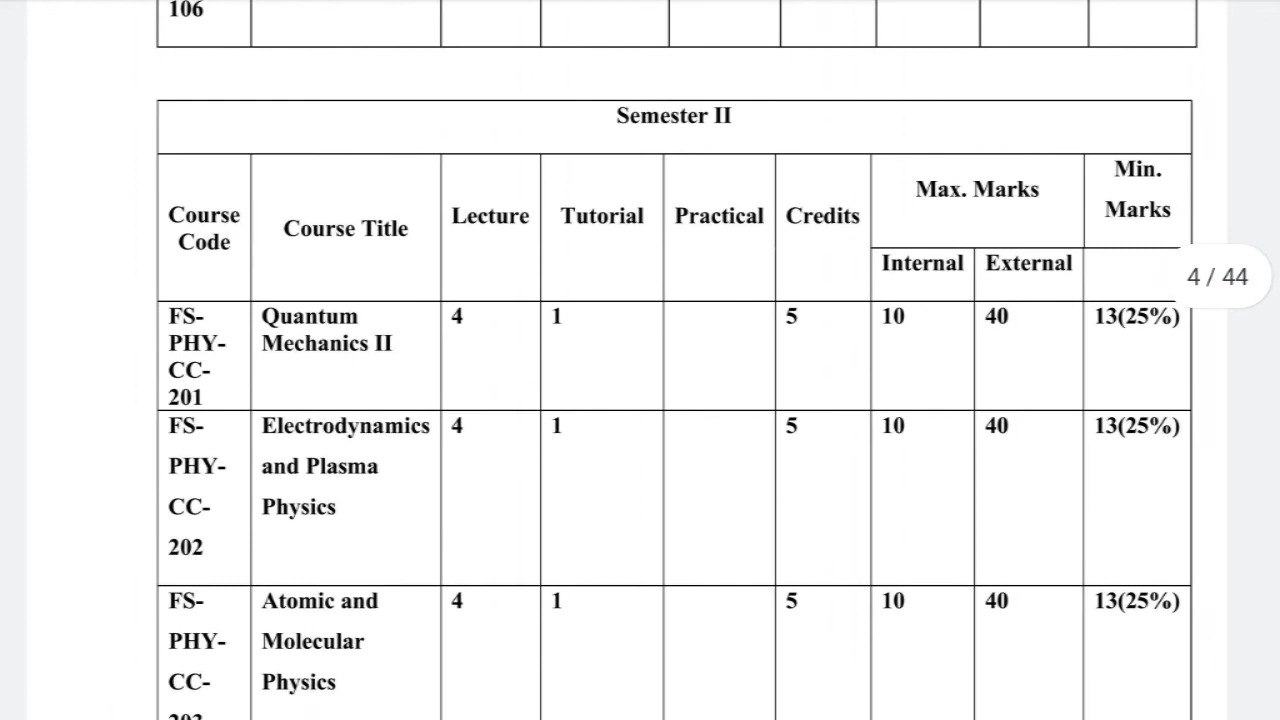 106
Semester II
Course Code Course Title Lecture Tutorial Practical Credits Max. Marks Min. Marks
Internal External
FS-PHY-CC-201 Quantum Mechanics II 4 1 5 10 40 13(25%)
FS-PHY-CC-202 Electrodynamics and Plasma Physics 4 1 5 10 40 13(25%)
FS-PHY-CC-203 Atomic and Molecular Physics 4 1 5 10 40 13(25%)
4 / 44